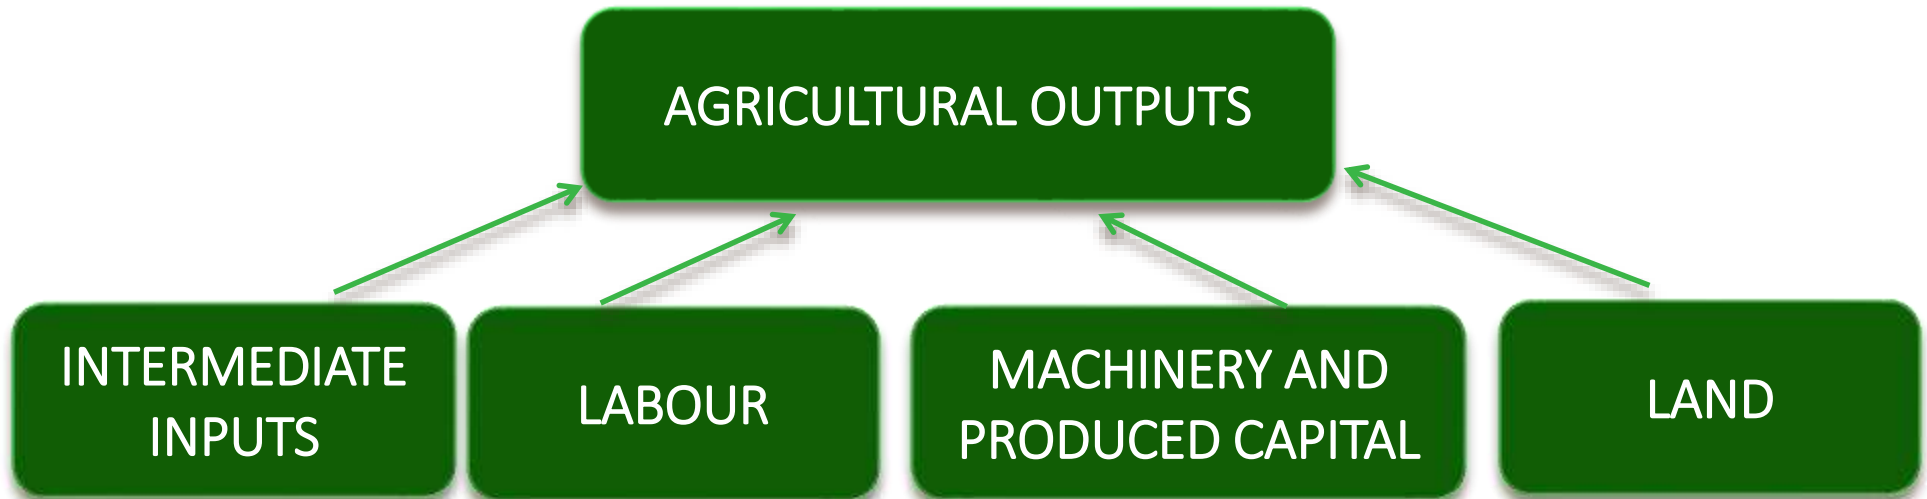 AGRICULTURAL OUTPUTS
INTERMEDIATE
INPUTS
LABOUR
MACHINERY AND
PRODUCED CAPITAL
LAND